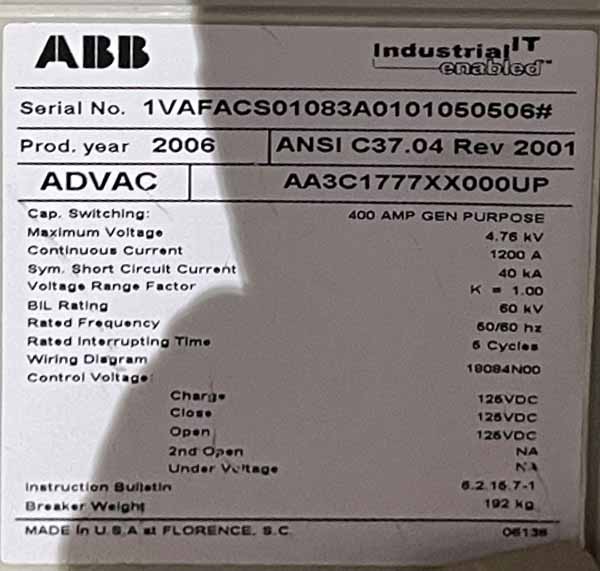 ABB
Industrial IT
enabled™
Serial No. 1VAFACS01083A0101050506#
Prod. year 2006 ANSI C37.04 Rev 2001
ADVAC AA3C1777XX000UP
Cap. Switching: 400 AMP GEN PURPOSE
Maximum Voltage 4.76 kV
Continuous Current 1200 A
Sym. Short Circuit Current 40 kA
Voltage Range Factor K = 1.00
BIL Rating 60 kV
Rated Frequency 50/60 hz
Rated Interrupting Time 5 Cycles
Wiring Diagram 18084N00
Control Voltage:
Charge 125VDC
Close 125VDC
Open 125VDC
2nd Open NA
Under Voltage NA
Instruction Bulletin 6.2.16.7-1
Breaker Weight 192 kg
MADE In U.S.A at FLORENCE, S.C. 06136